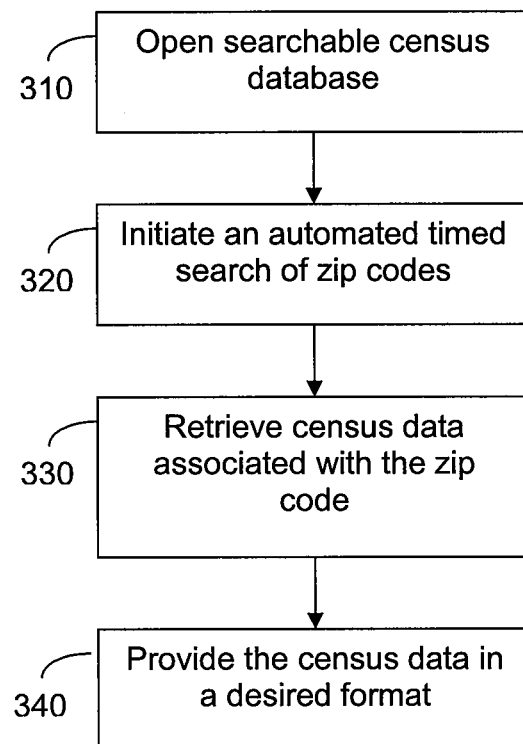 Open searchable census
database
310
Initiate an automated timed
search of zip codes
320
Retrieve census data
associated with the zip
code
330
Provide the census data in
a desired format
340